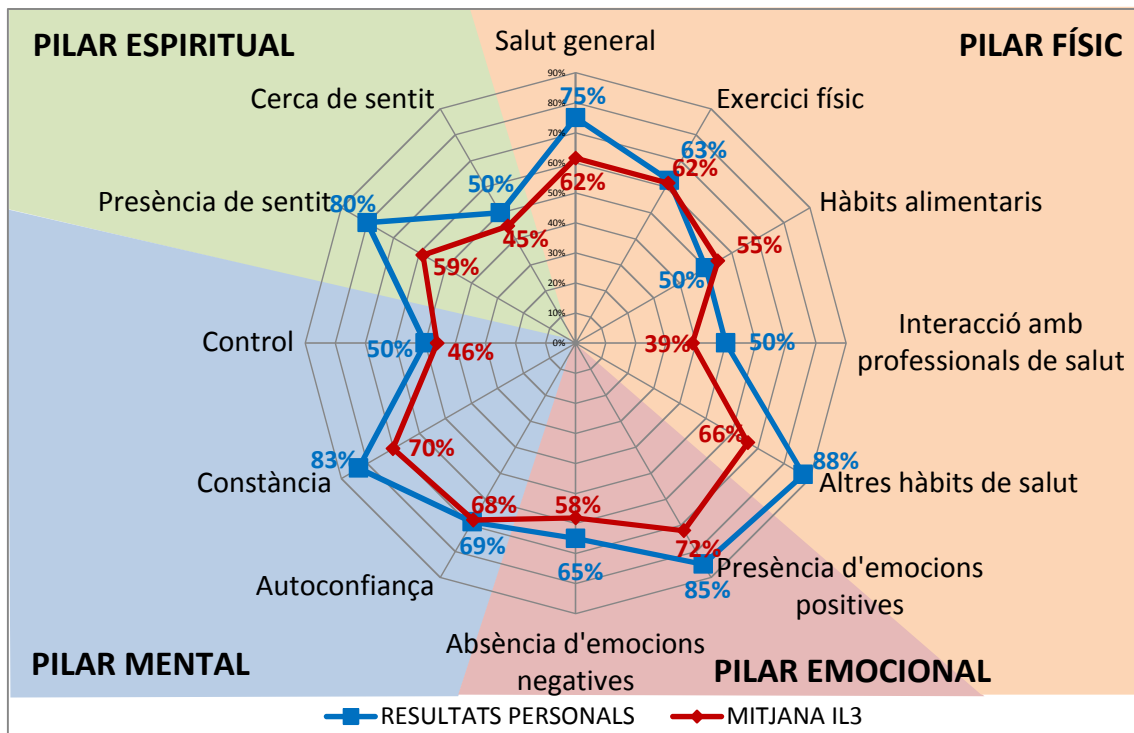 PILAR ESPIRITUAL
PILAR FÍSIC
Salut general
Cerca de sentit
Exercici físic
Presència de sentit
Hàbits alimentaris
Control
Interacció amb
professionals de salut
Constància
Altres hàbits de salut
Autoconfiança
Presència d'emocions
positives
Absència d'emocions
negatives
PILAR MENTAL
PILAR EMOCIONAL
90%
80%
70%
60%
50%
40%
30%
20%
10%
0%
75%
63%
50%
50%
88%
85%
65%
69%
83%
50%
80%
50%
62%
62%
55%
39%
66%
72%
58%
68%
70%
46%
59%
45%
RESULTATS PERSONALS
MITJANA IL3